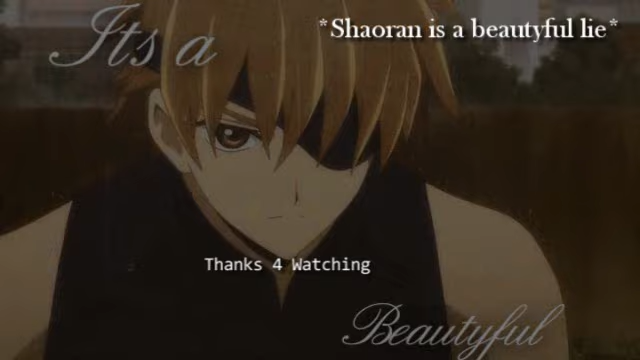 Its a
*Shaoran is a beautyful lie*
Thanks 4 Watching
Beautyful